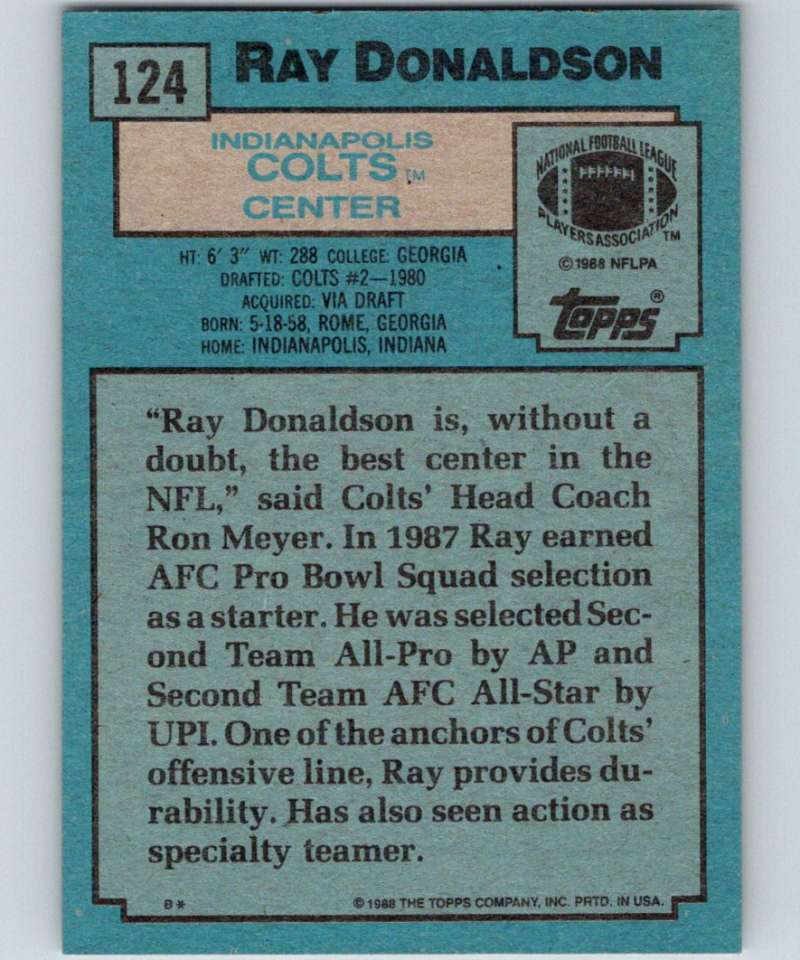 124
RAY DONALDSON
INDIANAPOLIS
COLTS TM
CENTER
NATIONAL FOOTBALL LEAGUE
PLAYERS ASSOCIATION TM
©1988 NFLPA
topps®
HT: 6' 3" WT: 288 COLLEGE: GEORGIA
DRAFTED: COLTS #2—1980
ACQUIRED: VIA DRAFT
BORN: 5-18-58, ROME, GEORGIA
HOME: INDIANAPOLIS, INDIANA
“Ray Donaldson is, without a
doubt, the best center in the
NFL,” said Colts’ Head Coach
Ron Meyer. In 1987 Ray earned
AFC Pro Bowl Squad selection
as a starter. He was selected Sec-
ond Team All-Pro by AP and
Second Team AFC All-Star by
UPI. One of the anchors of Colts’
offensive line, Ray provides du-
rability. Has also seen action as
specialty teamer.
B*
©1988 THE TOPPS COMPANY, INC. PRTD. IN USA.